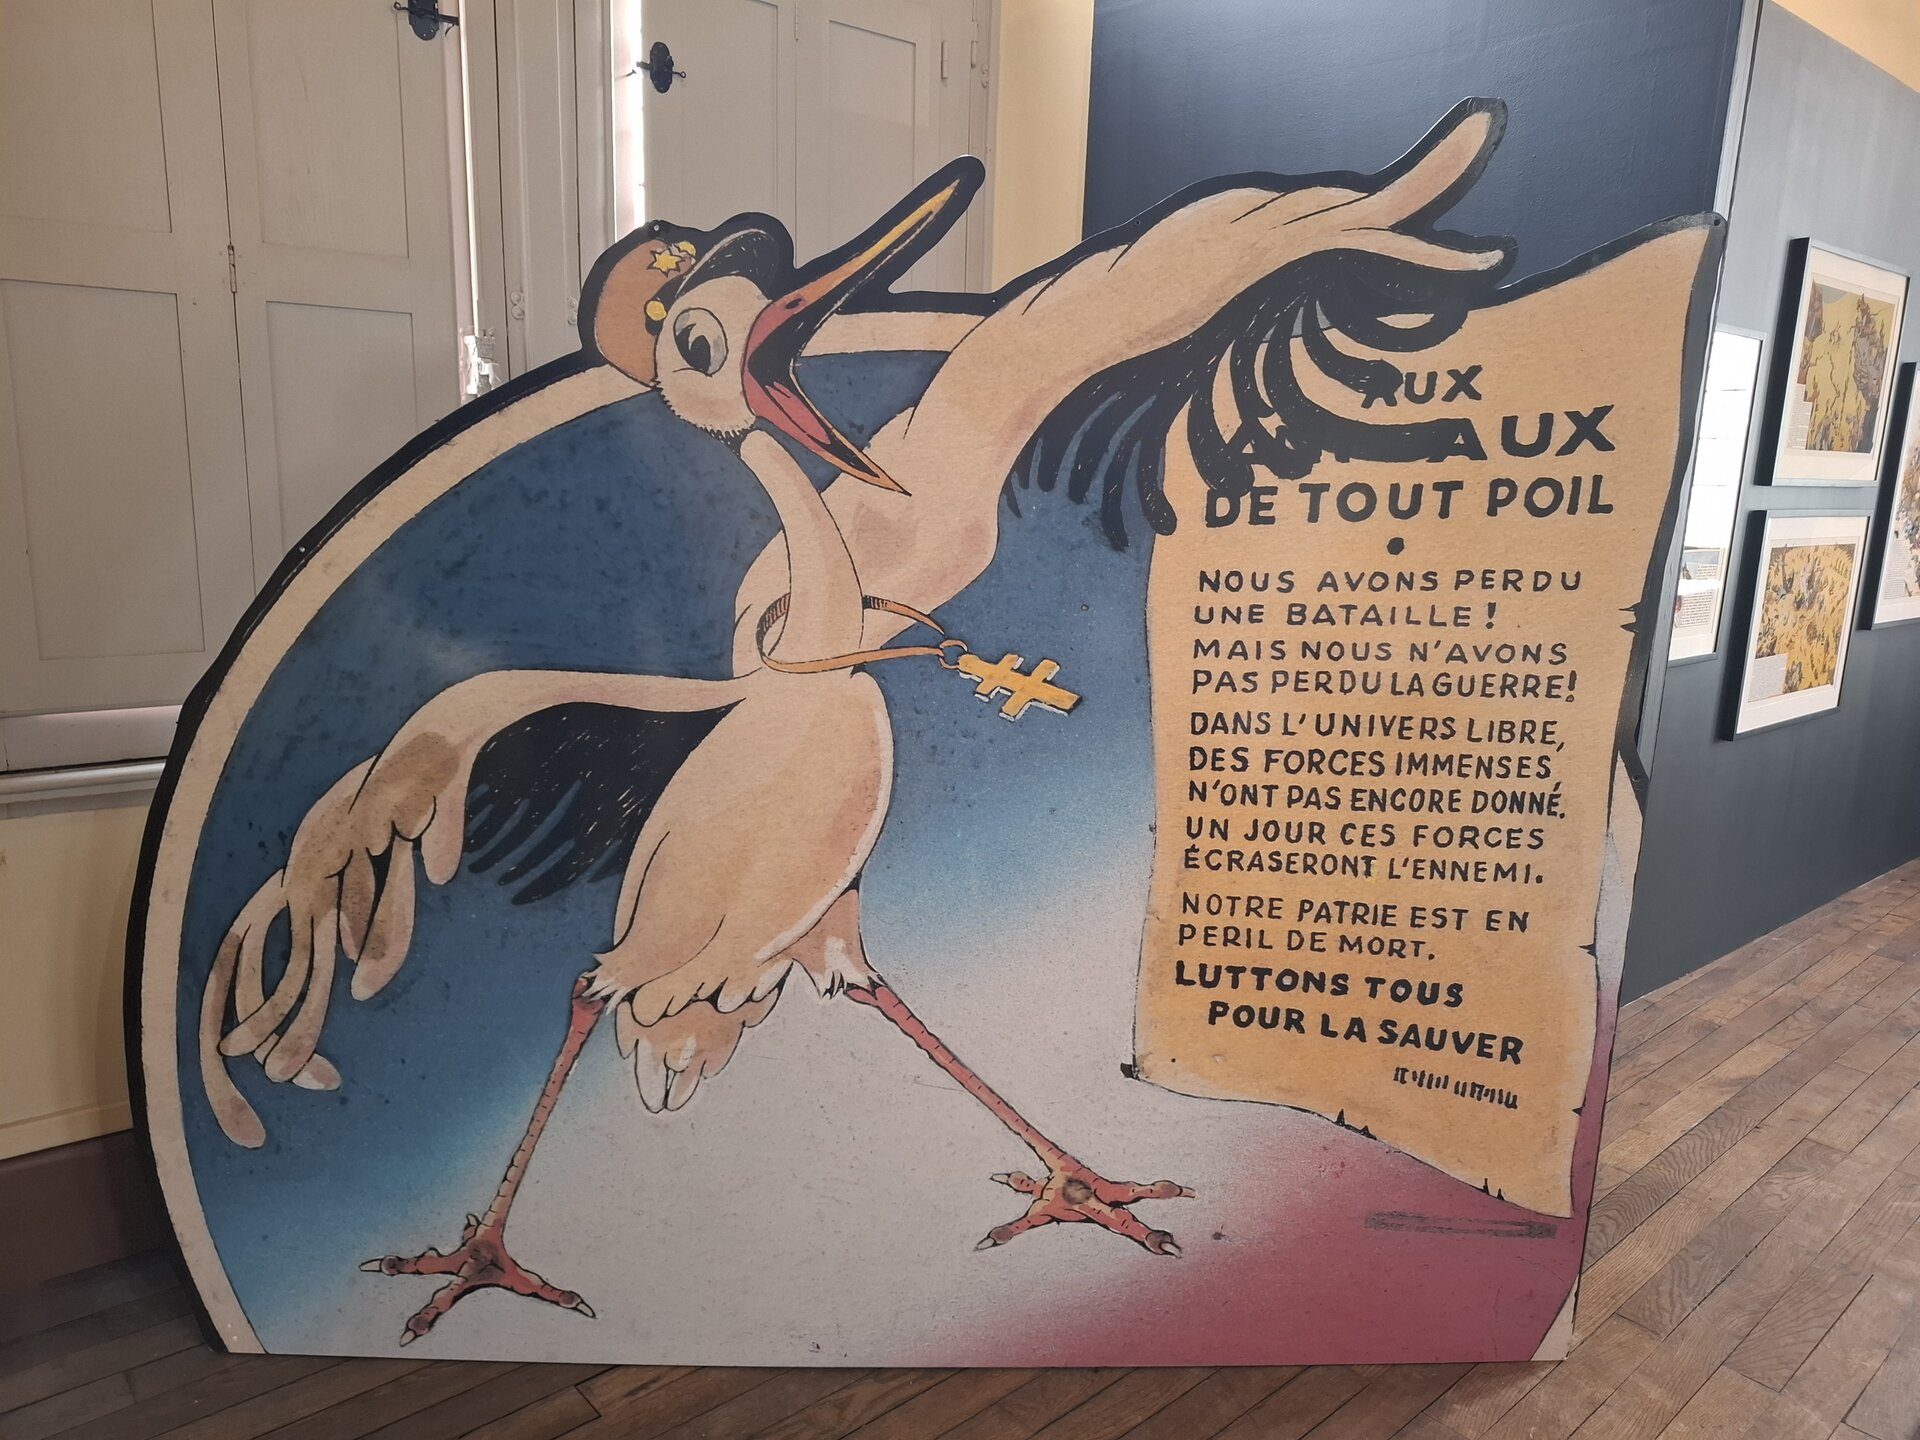 AUX
ANIMAUX
DE TOUT POIL
NOUS AVONS PERDU
UNE BATAILLE !
MAIS NOUS N'AVONS
PAS PERDU LA GUERRE !
DANS L'UNIVERS LIBRE,
DES FORCES IMMENSES
N'ONT PAS ENCORE DONNÉ.
UN JOUR CES FORCES
ÉCRASERONT L'ENNEMI.
NOTRE PATRIE EST EN
PERIL DE MORT.
LUTTONS TOUS
POUR LA SAUVER